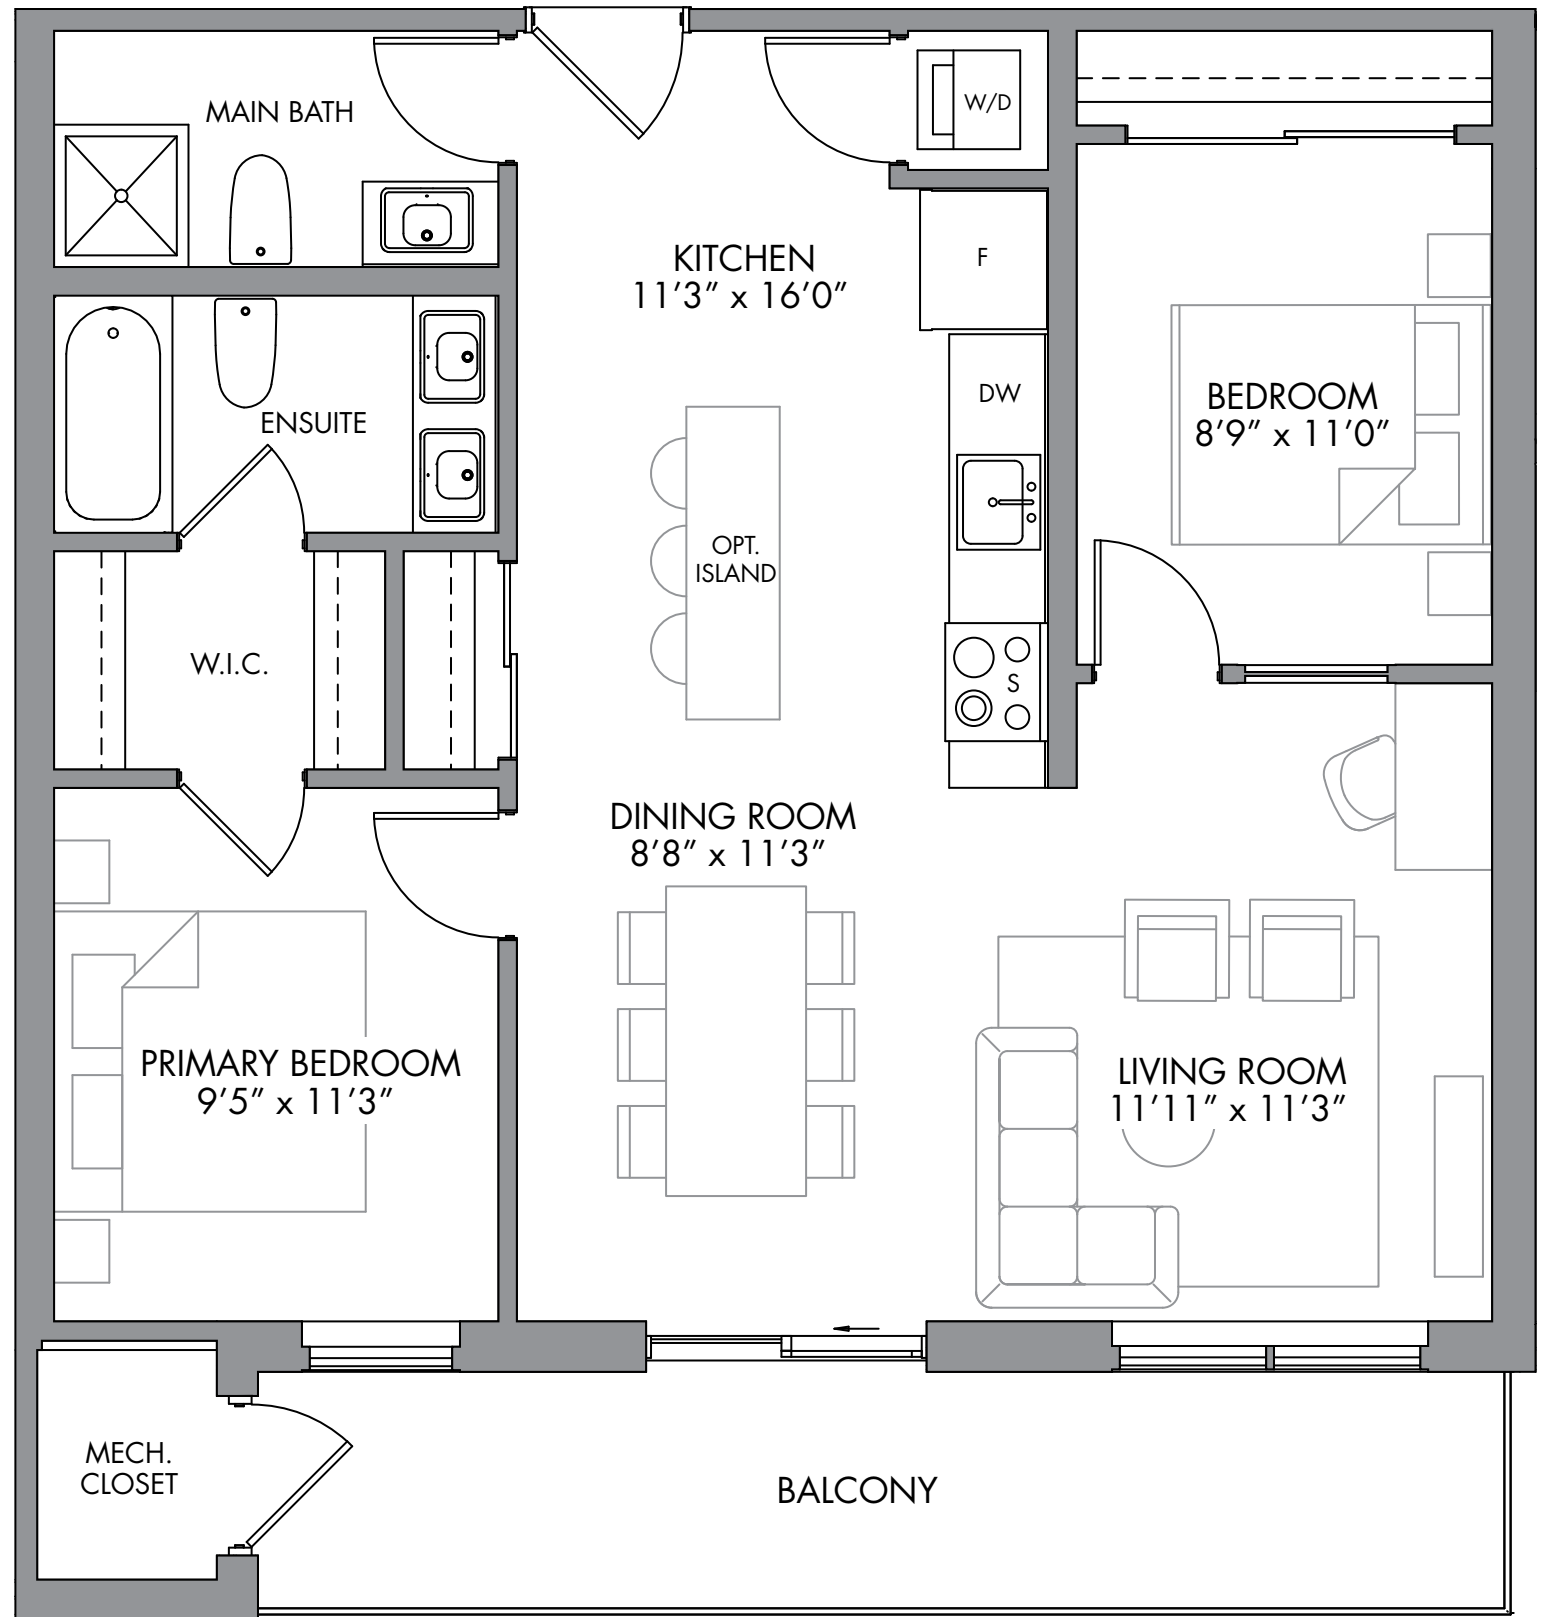 MAIN BATH
W/D
KITCHEN
11’3” x 16’0”
F
DW
BEDROOM
8’9” x 11’0”
ENSUITE
OPT.
ISLAND
W.I.C.
S
DINING ROOM
8’8” x 11’3”
PRIMARY BEDROOM
9’5” x 11’3”
LIVING ROOM
11’11” x 11’3”
MECH.
CLOSET
BALCONY